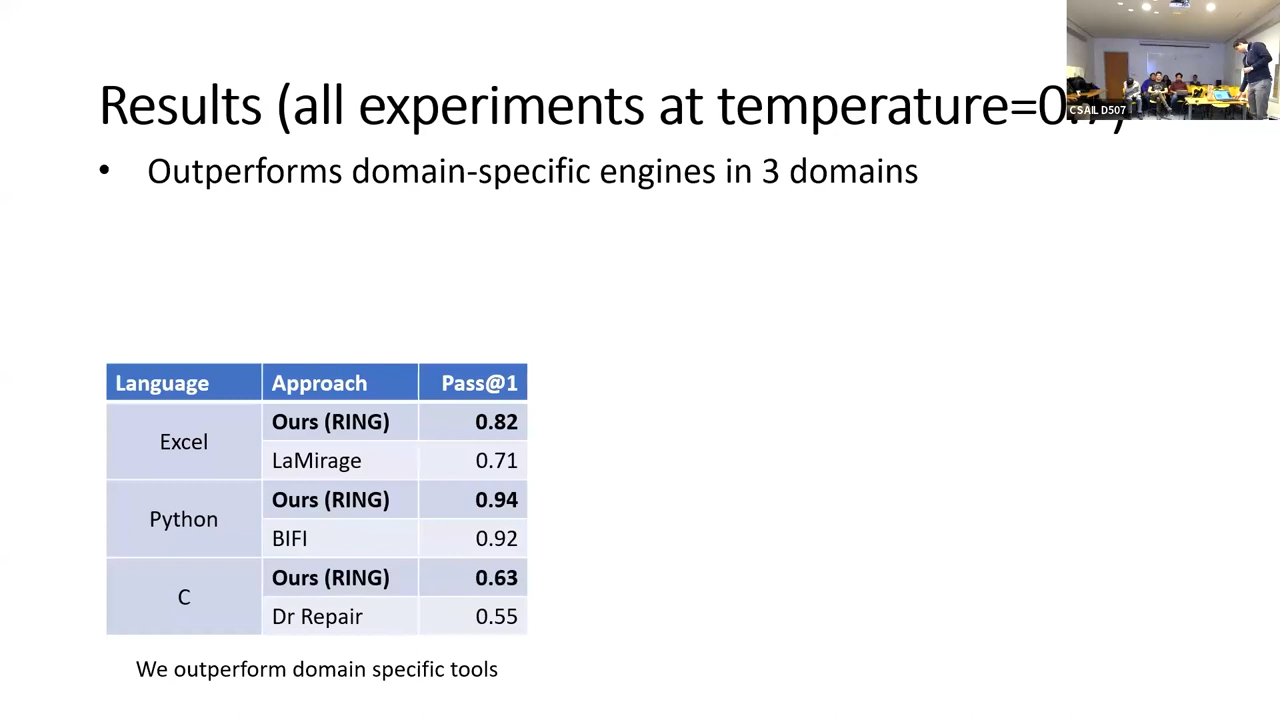 Results (all experiments at temperature=0.
CSAIL D507
• Outperforms domain-specific engines in 3 domains
Language Approach Pass@1
Excel
Ours (RING) 0.82
LaMirage 0.71
Python
Ours (RING) 0.94
BIFI 0.92
C
Ours (RING) 0.63
Dr Repair 0.55
We outperform domain specific tools